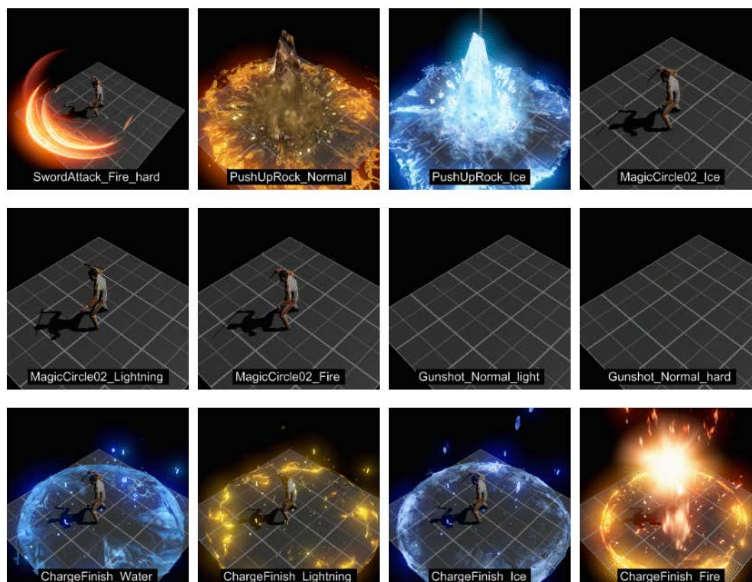 SwordAttack_Fire_hard
PushUpRock_Normal
PushUpRock_Ice
MagicCircle02_Ice
MagicCircle02_Lightning
MagicCircle02_Fire
Gunshot_Normal_light
Gunshot_Normal_hard
ChargeFinish_Water
ChargeFinish_Lightning
ChargeFinish_Ice
ChargeFinish_Fire